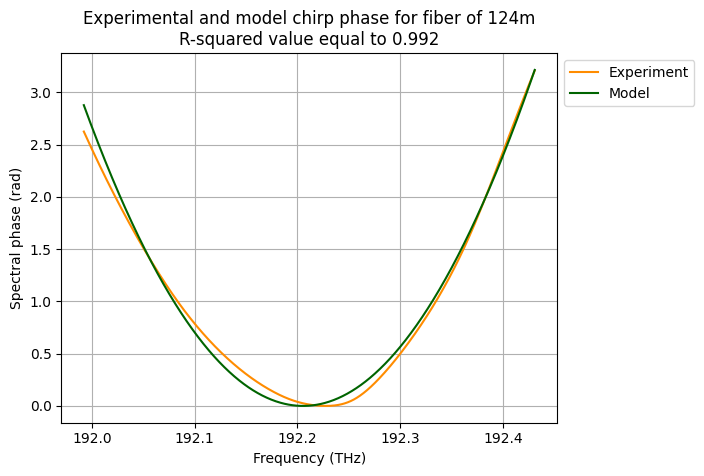 Experimental and model chirp phase for fiber of 124m
R-squared value equal to 0.992
Experiment
Model
Spectral phase (rad)
3.0
2.5
2.0
1.5
1.0
0.5
0.0
192.0 192.1 192.2 192.3 192.4
Frequency (THz)